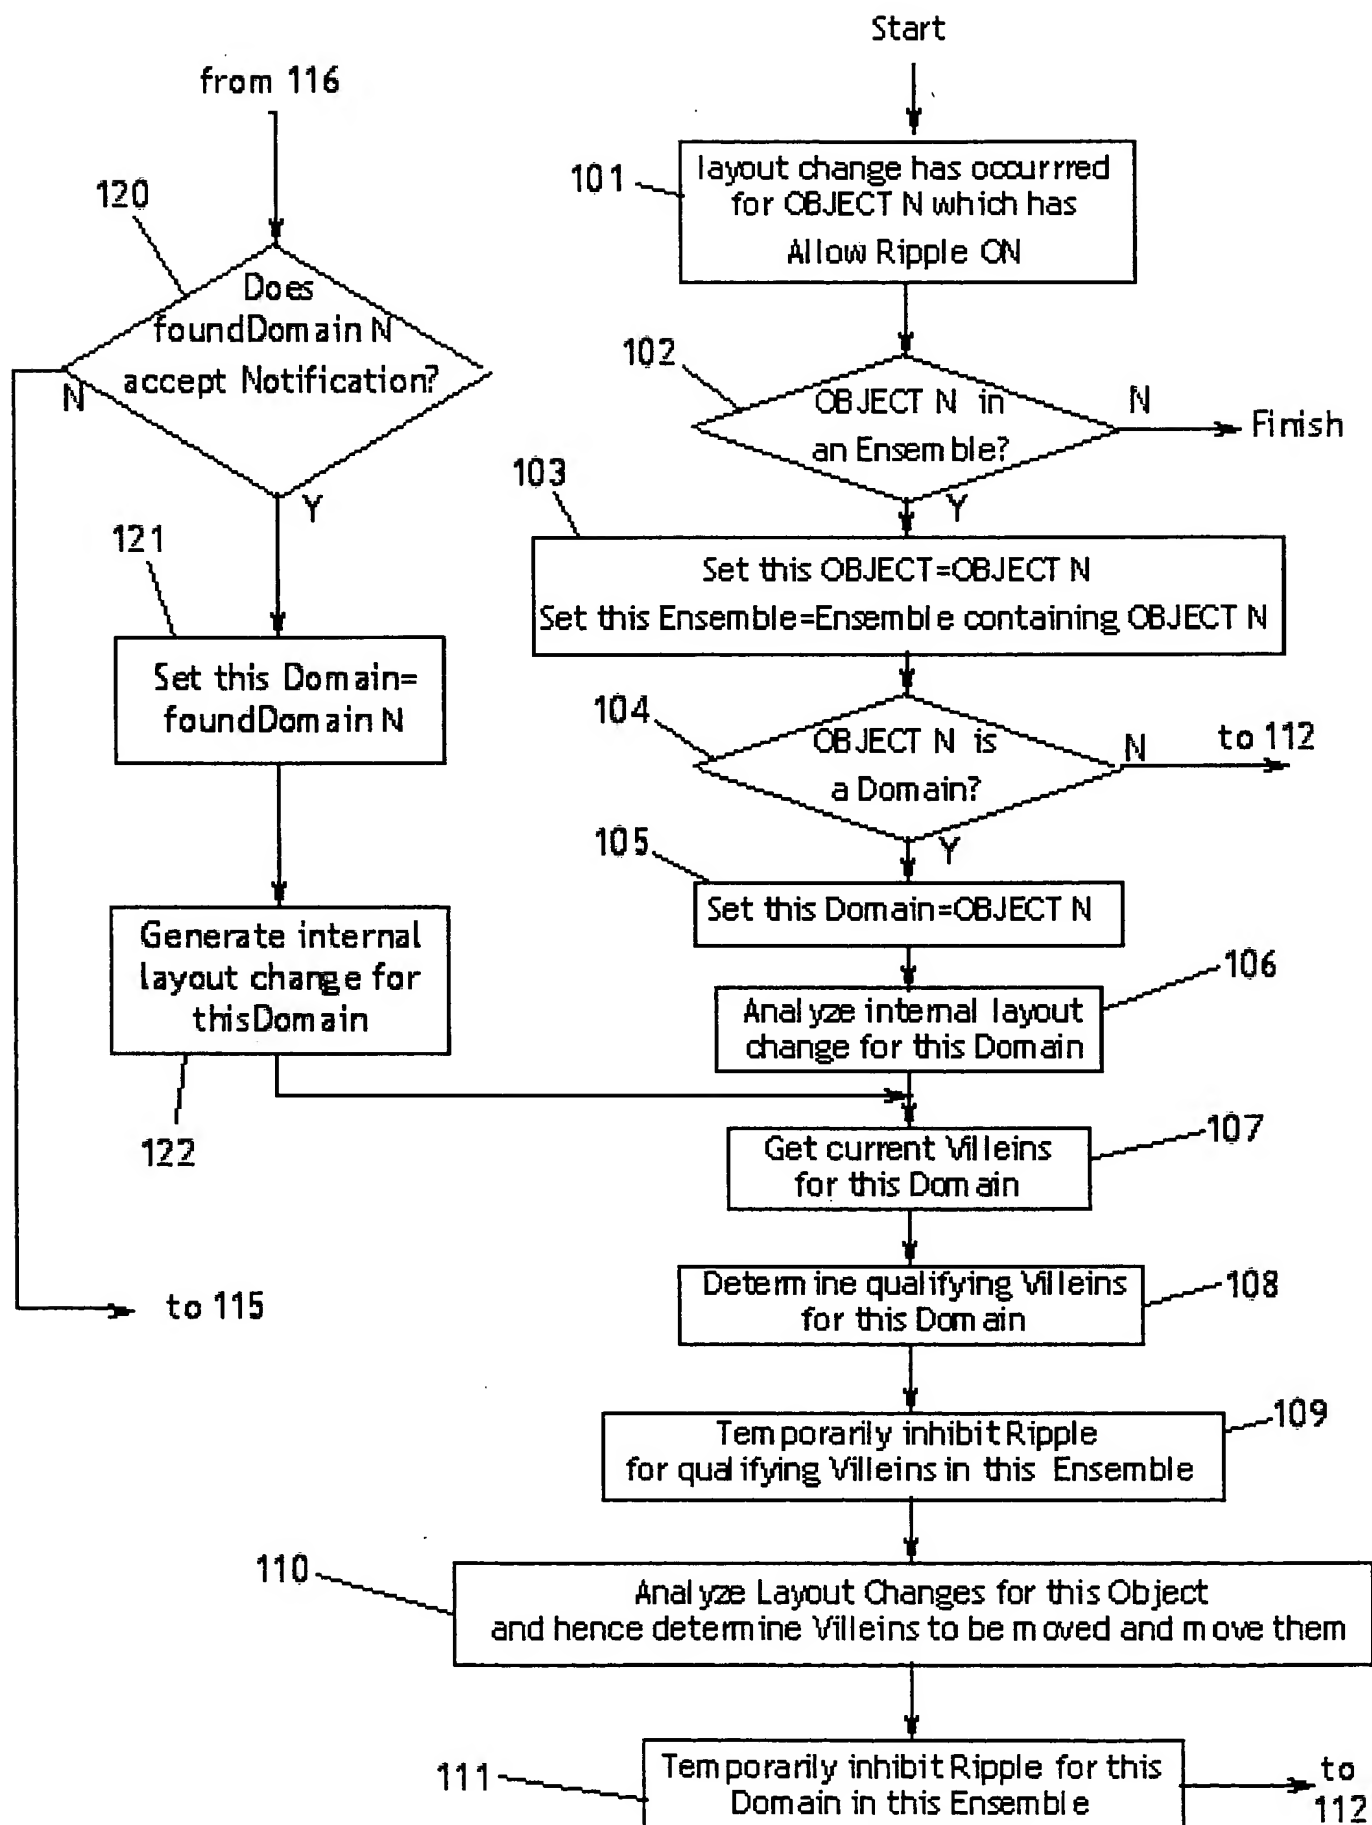 Start
from 116
101
layout change has occurrred
for OBJECT N which has
Allow Ripple ON
120
Does
foundDomain N
accept Notification?
N
Y
102
OBJECT N in
an Ensemble?
N
Finish
Y
103
Set this OBJECT=OBJECT N
Set this Ensemble=Ensemble containing OBJECT N
121
Set this Domain=
foundDomain N
104
OBJECT N is
a Domain?
N
to 112
Y
105
Set this Domain=OBJECT N
Generate internal
layout change for
thisDomain
122
106
Analyze internal layout
change for this Domain
107
Get current Villeins
for this Domain
108
Determine qualifying Villeins
for this Domain
to 115
109
Temporarily inhibit Ripple
for qualifying Villeins in this Ensemble
110
Analyze Layout Changes for this Object
and hence determine Villeins to be moved and move them
111
Temporarily inhibit Ripple for this
Domain in this Ensemble
to
112